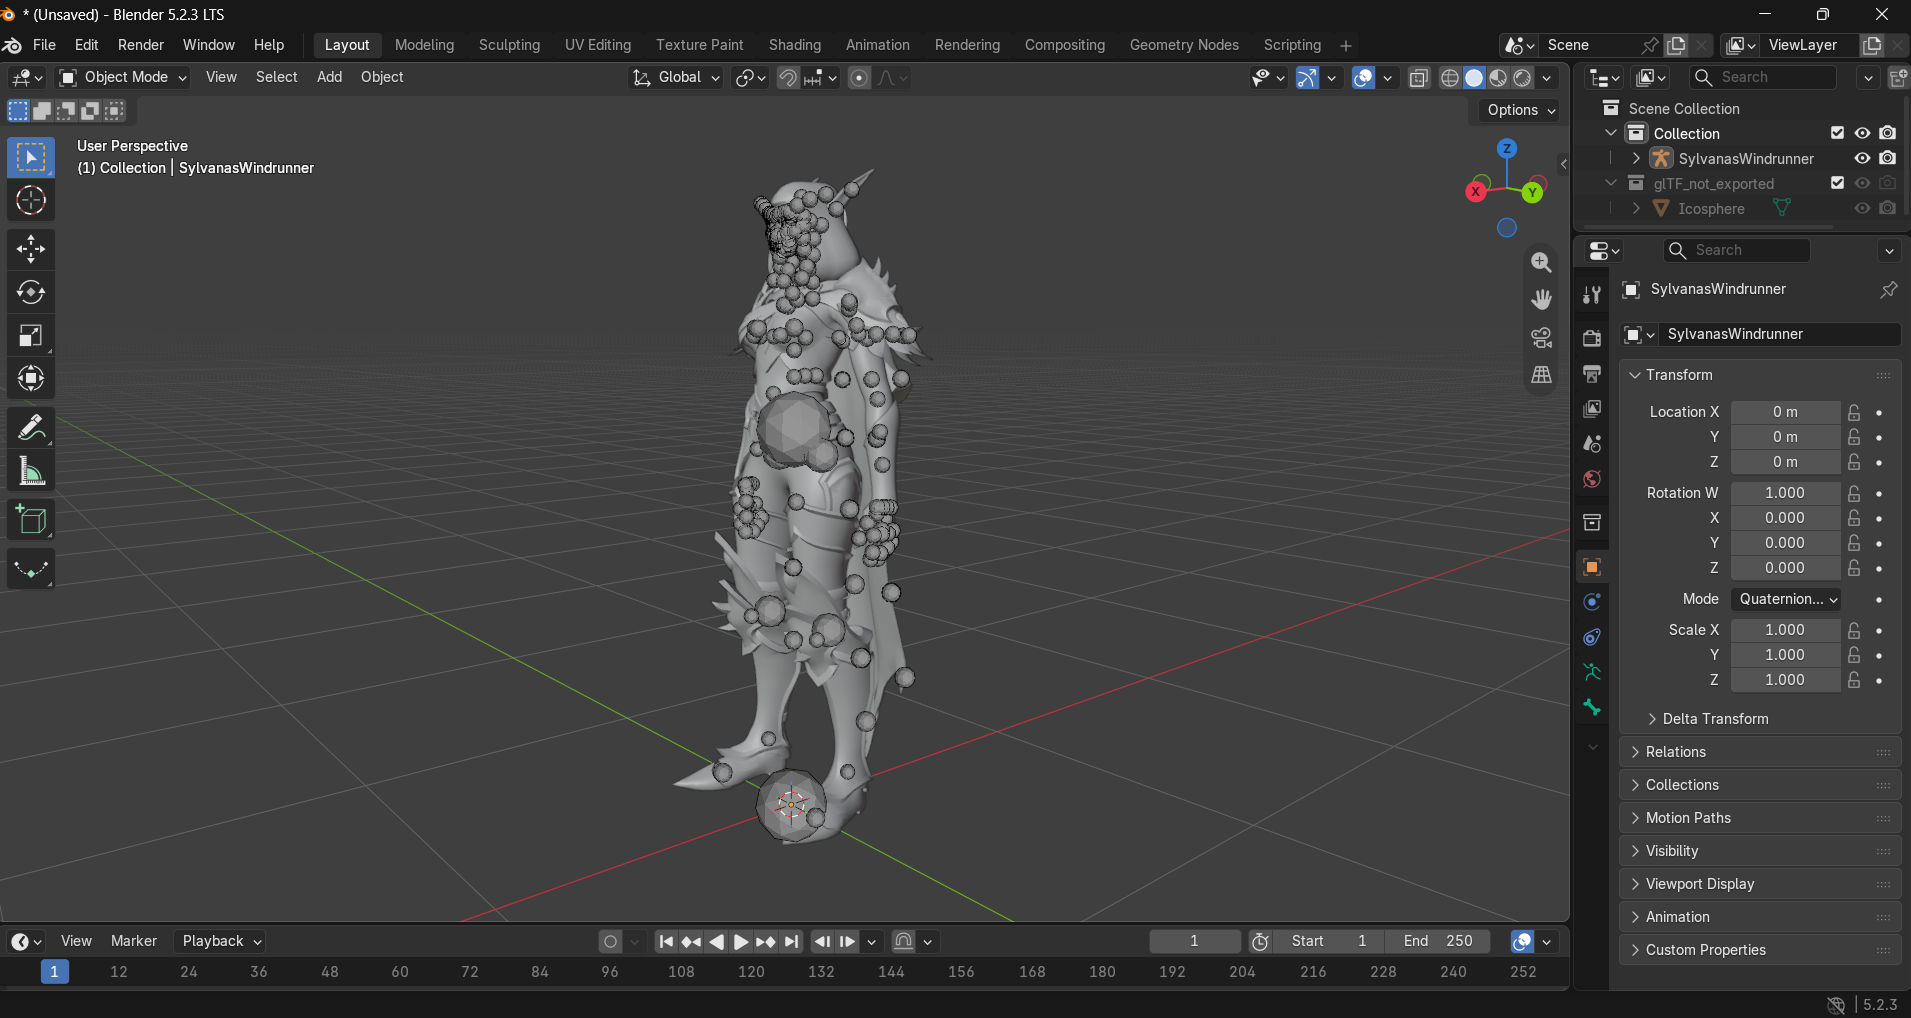 * (Unsaved) - Blender 5.2.3 LTS
File Edit Render Window Help Layout Modeling Sculpting UV Editing Texture Paint Shading Animation Rendering Compositing Geometry Nodes Scripting + Scene ViewLayer
Object Mode View Select Add Object Global Search
Options
User Perspective
(1) Collection | SylvanasWindrunner
Z
X
Y
Scene Collection
Collection
SylvanasWindrunner
glTF_not_exported
Icosphere
Search
SylvanasWindrunner
SylvanasWindrunner
Transform
Location X 0 m
Y 0 m
Z 0 m
Rotation W 1.000
X 0.000
Y 0.000
Z 0.000
Mode Quaternion...
Scale X 1.000
Y 1.000
Z 1.000
Delta Transform
Relations
Collections
Motion Paths
Visibility
Viewport Display
Animation
Custom Properties
View Marker Playback 1 Start 1 End 250
1 12 24 36 48 60 72 84 96 108 120 132 144 156 168 180 192 204 216 228 240 252
5.2.3